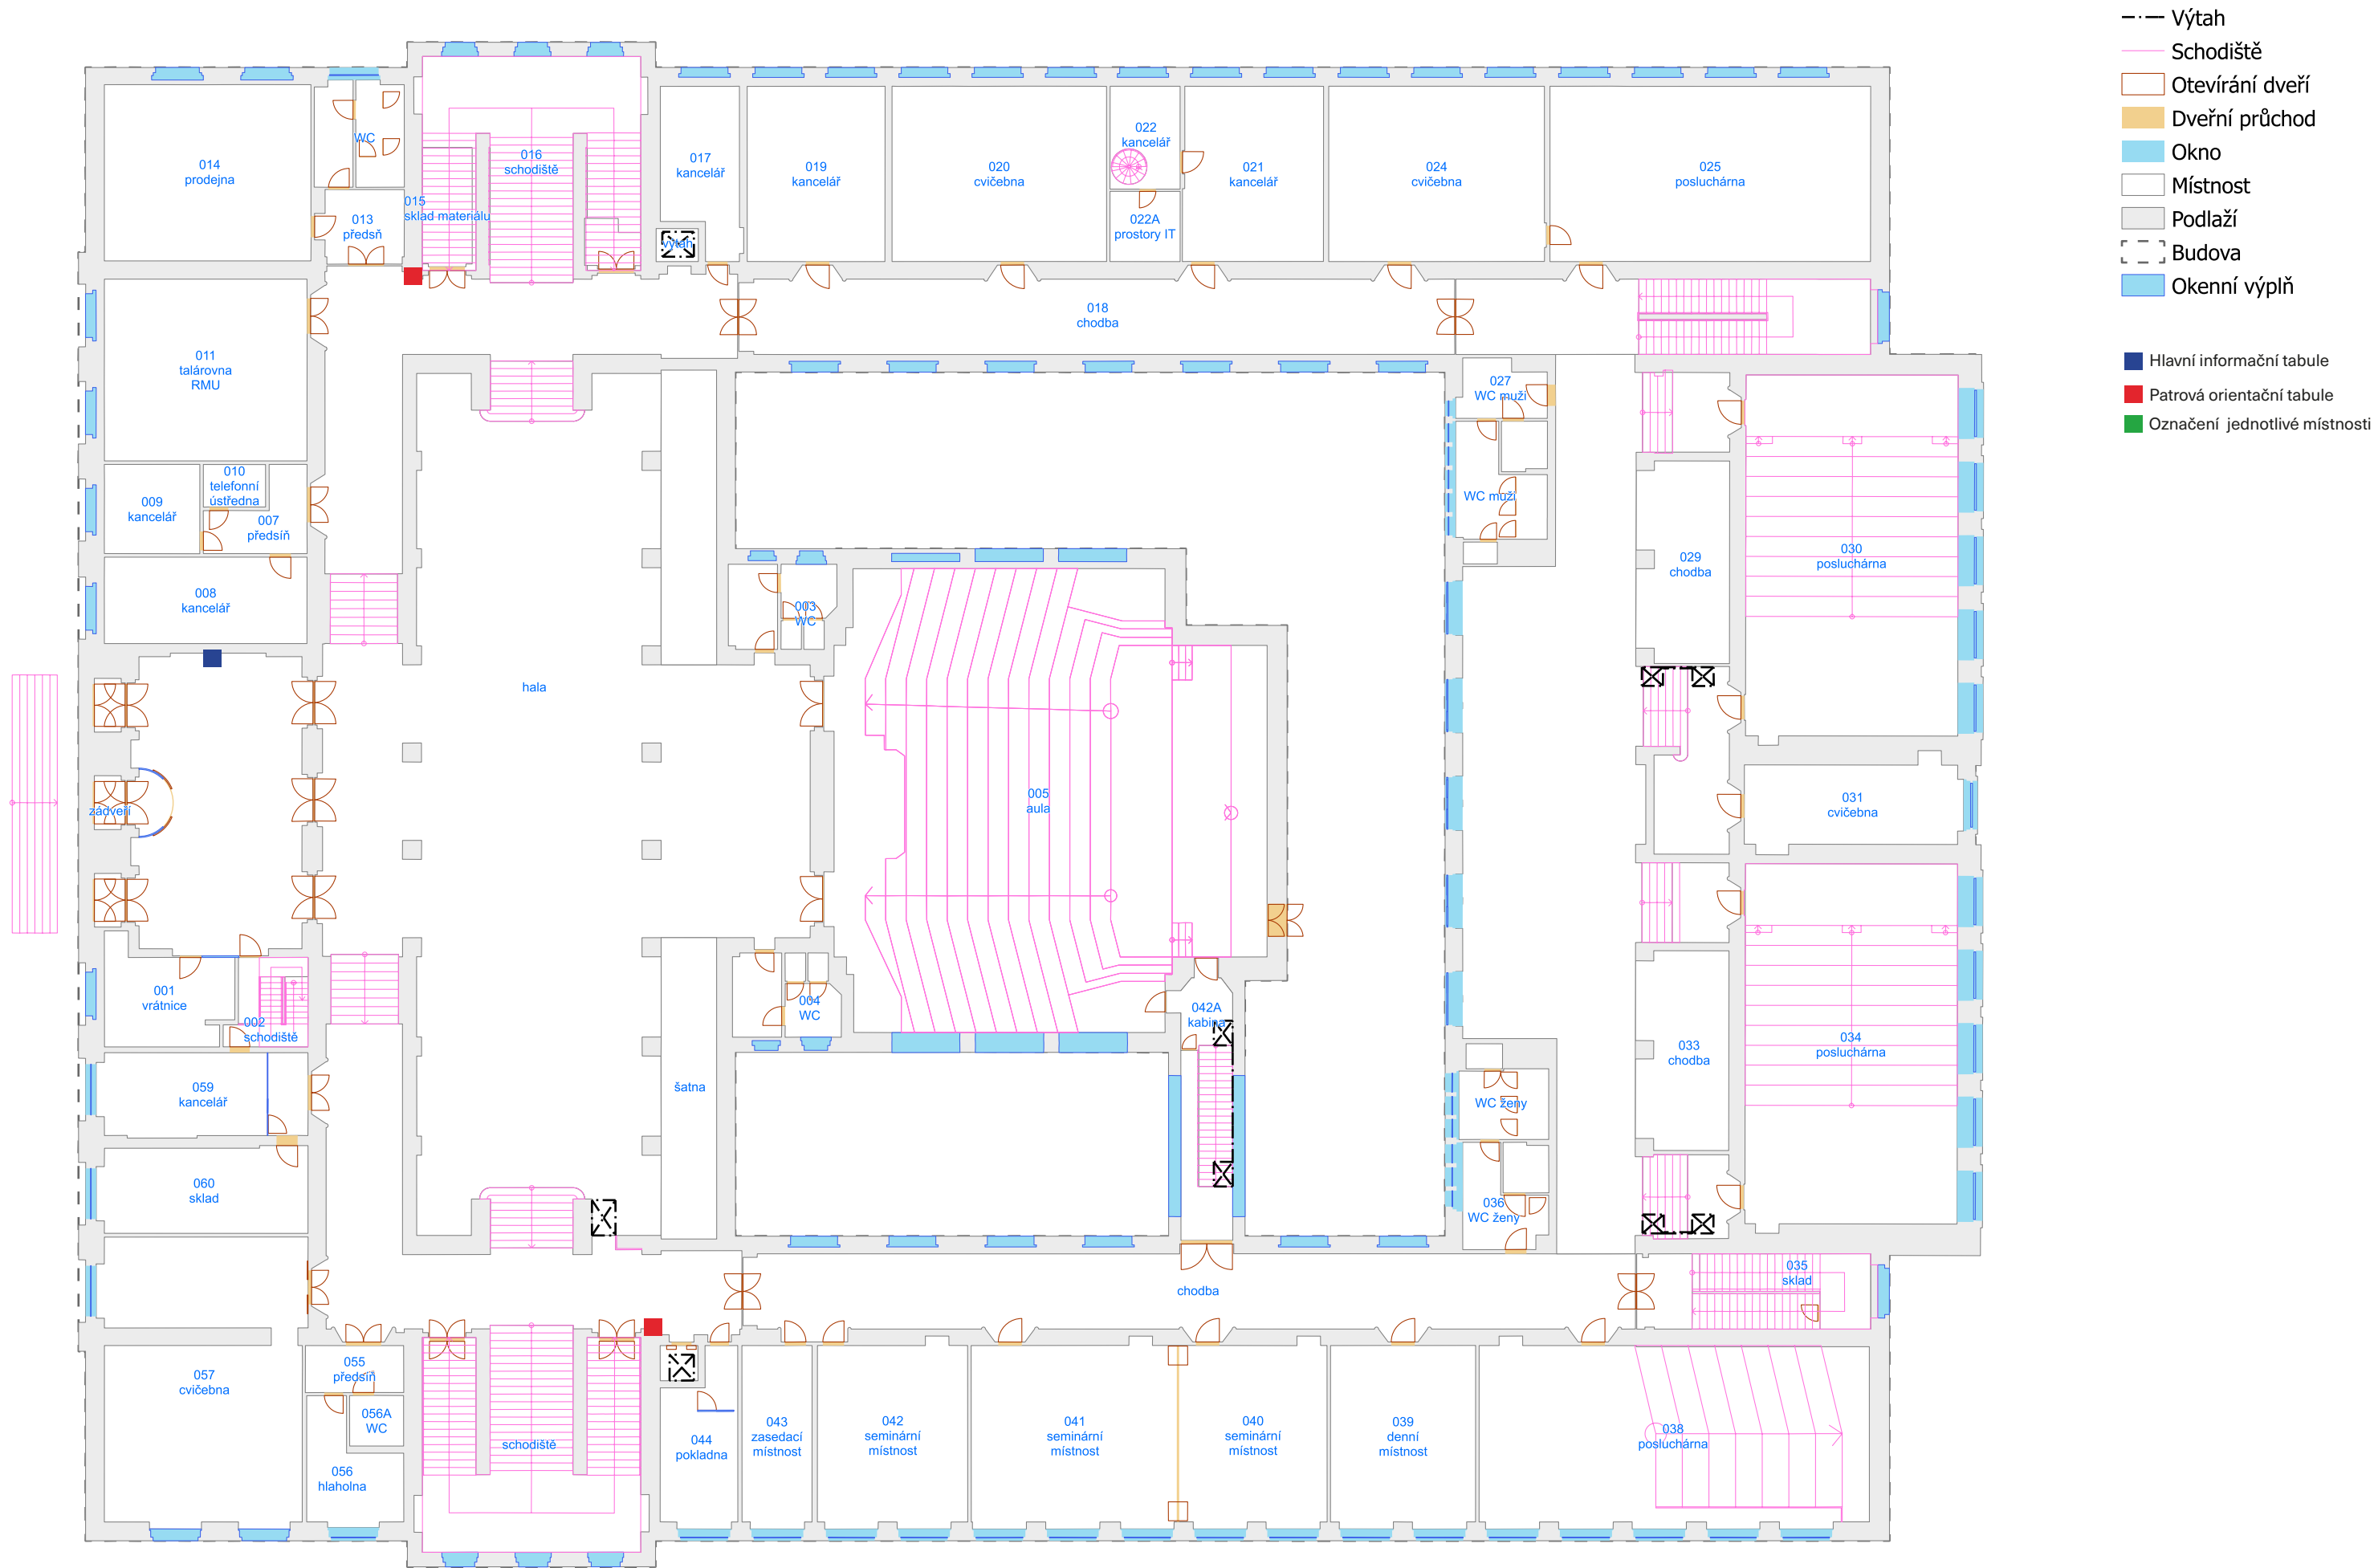 Výtah
Schodiště
Otevírání dveří
Dveřní průchod
Okno
Místnost
Podlaží
Budova
Okenní výplň
Hlavní informační tabule
Patrová orientační tabule
Označení  jednotlivé místnosti
014
prodejna
WC
013
předsň
015
sklad materiálu
016
schodiště
017
kancelář
výtah
019
kancelář
020
cvičebna
022
kancelář
022A
prostory IT
021
kancelář
024
cvičebna
025
posluchárna
018
chodba
011
talárovna
RMU
027
WC muži
WC muži
009
kancelář
010
telefonní
ústředna
007
předsíň
008
kancelář
029
chodba
030
posluchárna
003
WC
hala
zádveří
005
aula
031
cvičebna
001
vrátnice
002
schodiště
004
WC
042A
kabina
033
chodba
034
posluchárna
059
kancelář
šatna
WC ženy
060
sklad
036
WC ženy
chodba
035
sklad
057
cvičebna
055
předsíň
056A
WC
056
hlaholna
schodiště
044
pokladna
043
zasedací
místnost
042
seminární
místnost
041
seminární
místnost
040
seminární
místnost
039
denní
místnost
038
posluchárna